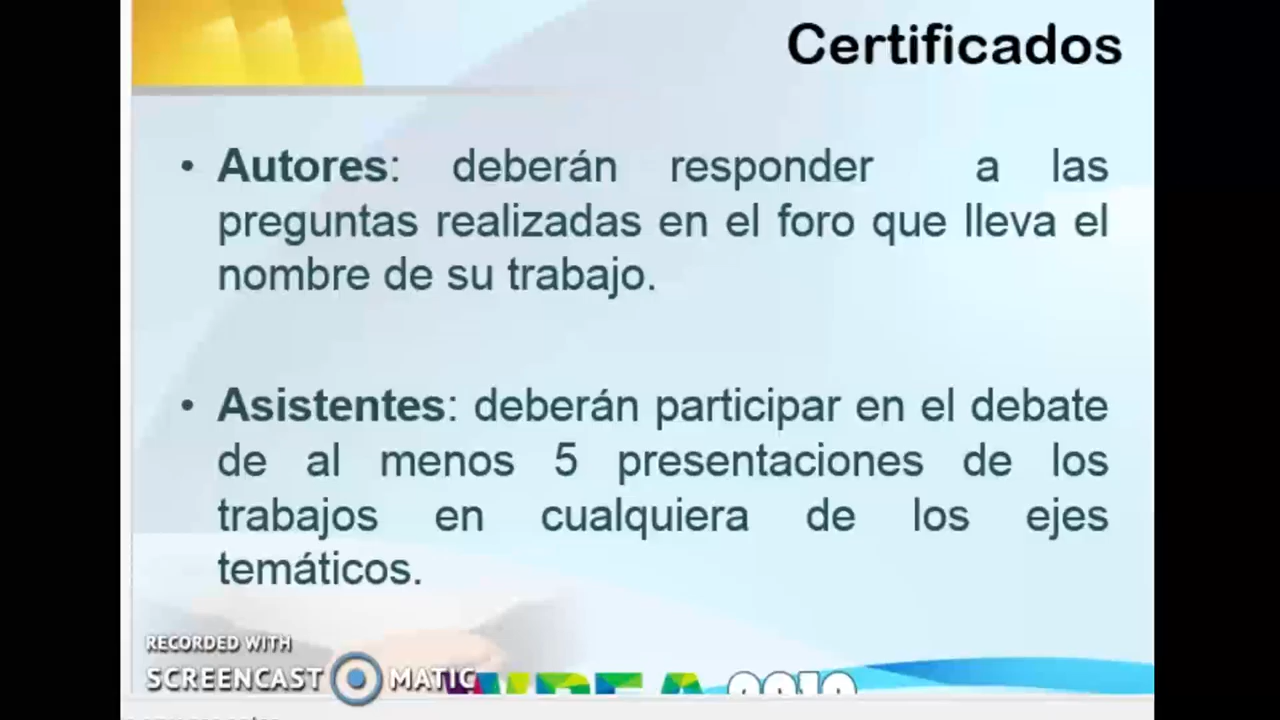 Certificados
• Autores: deberán responder a las
preguntas realizadas en el foro que lleva el
nombre de su trabajo.
• Asistentes: deberán participar en el debate
de al menos 5 presentaciones de los
trabajos en cualquiera de los ejes
temáticos.
RECORDED WITH
SCREENCAST MATIC